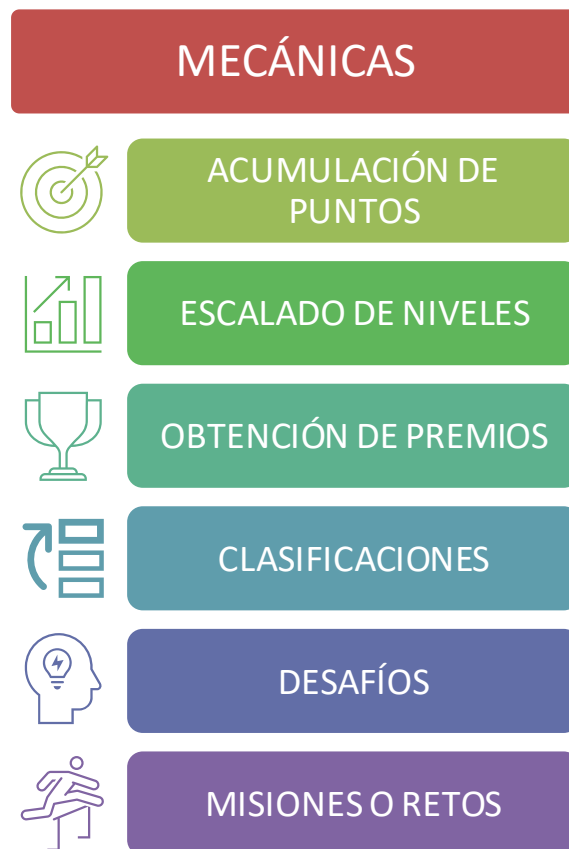 MECÁNICAS
ACUMULACIÓN DE
PUNTOS
ESCALADO DE NIVELES
OBTENCIÓN DE PREMIOS
CLASIFICACIONES
DESAFÍOS
MISIONES O RETOS